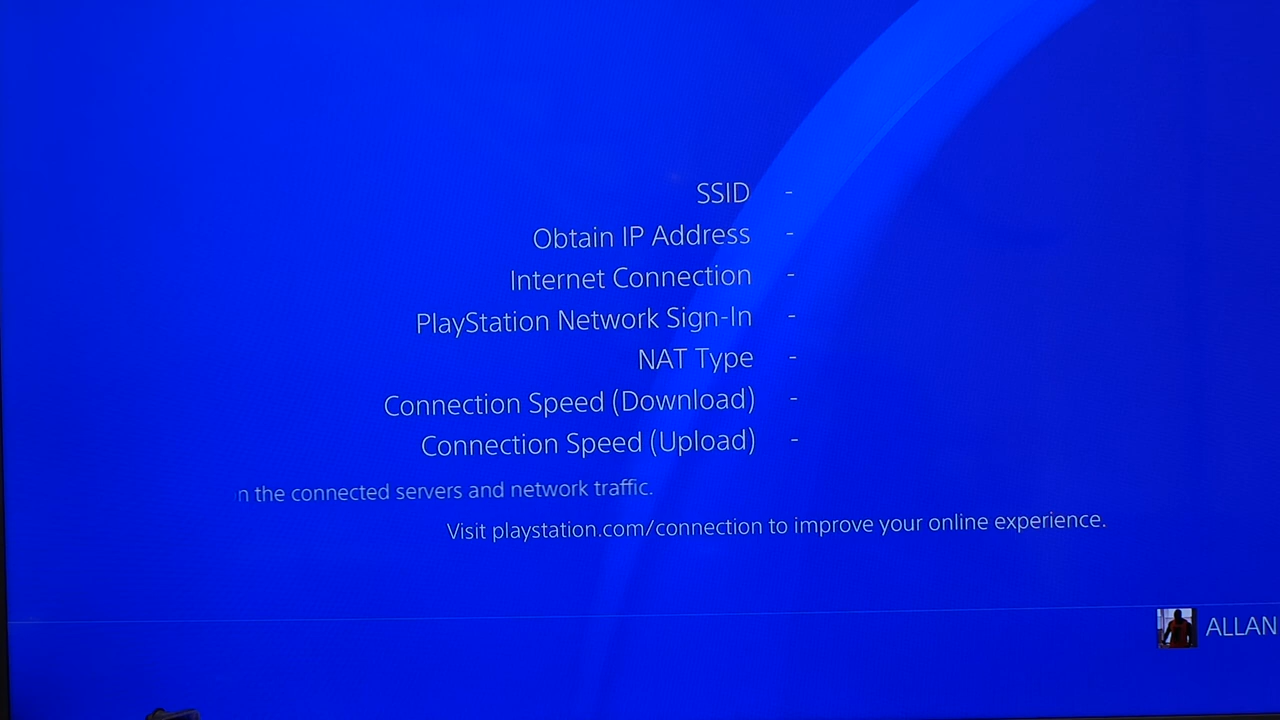 SSID -
Obtain IP Address -
Internet Connection -
PlayStation Network Sign-In -
NAT Type -
Connection Speed (Download) -
Connection Speed (Upload) -
n the connected servers and network traffic.
Visit playstation.com/connection to improve your online experience.
ALLAN